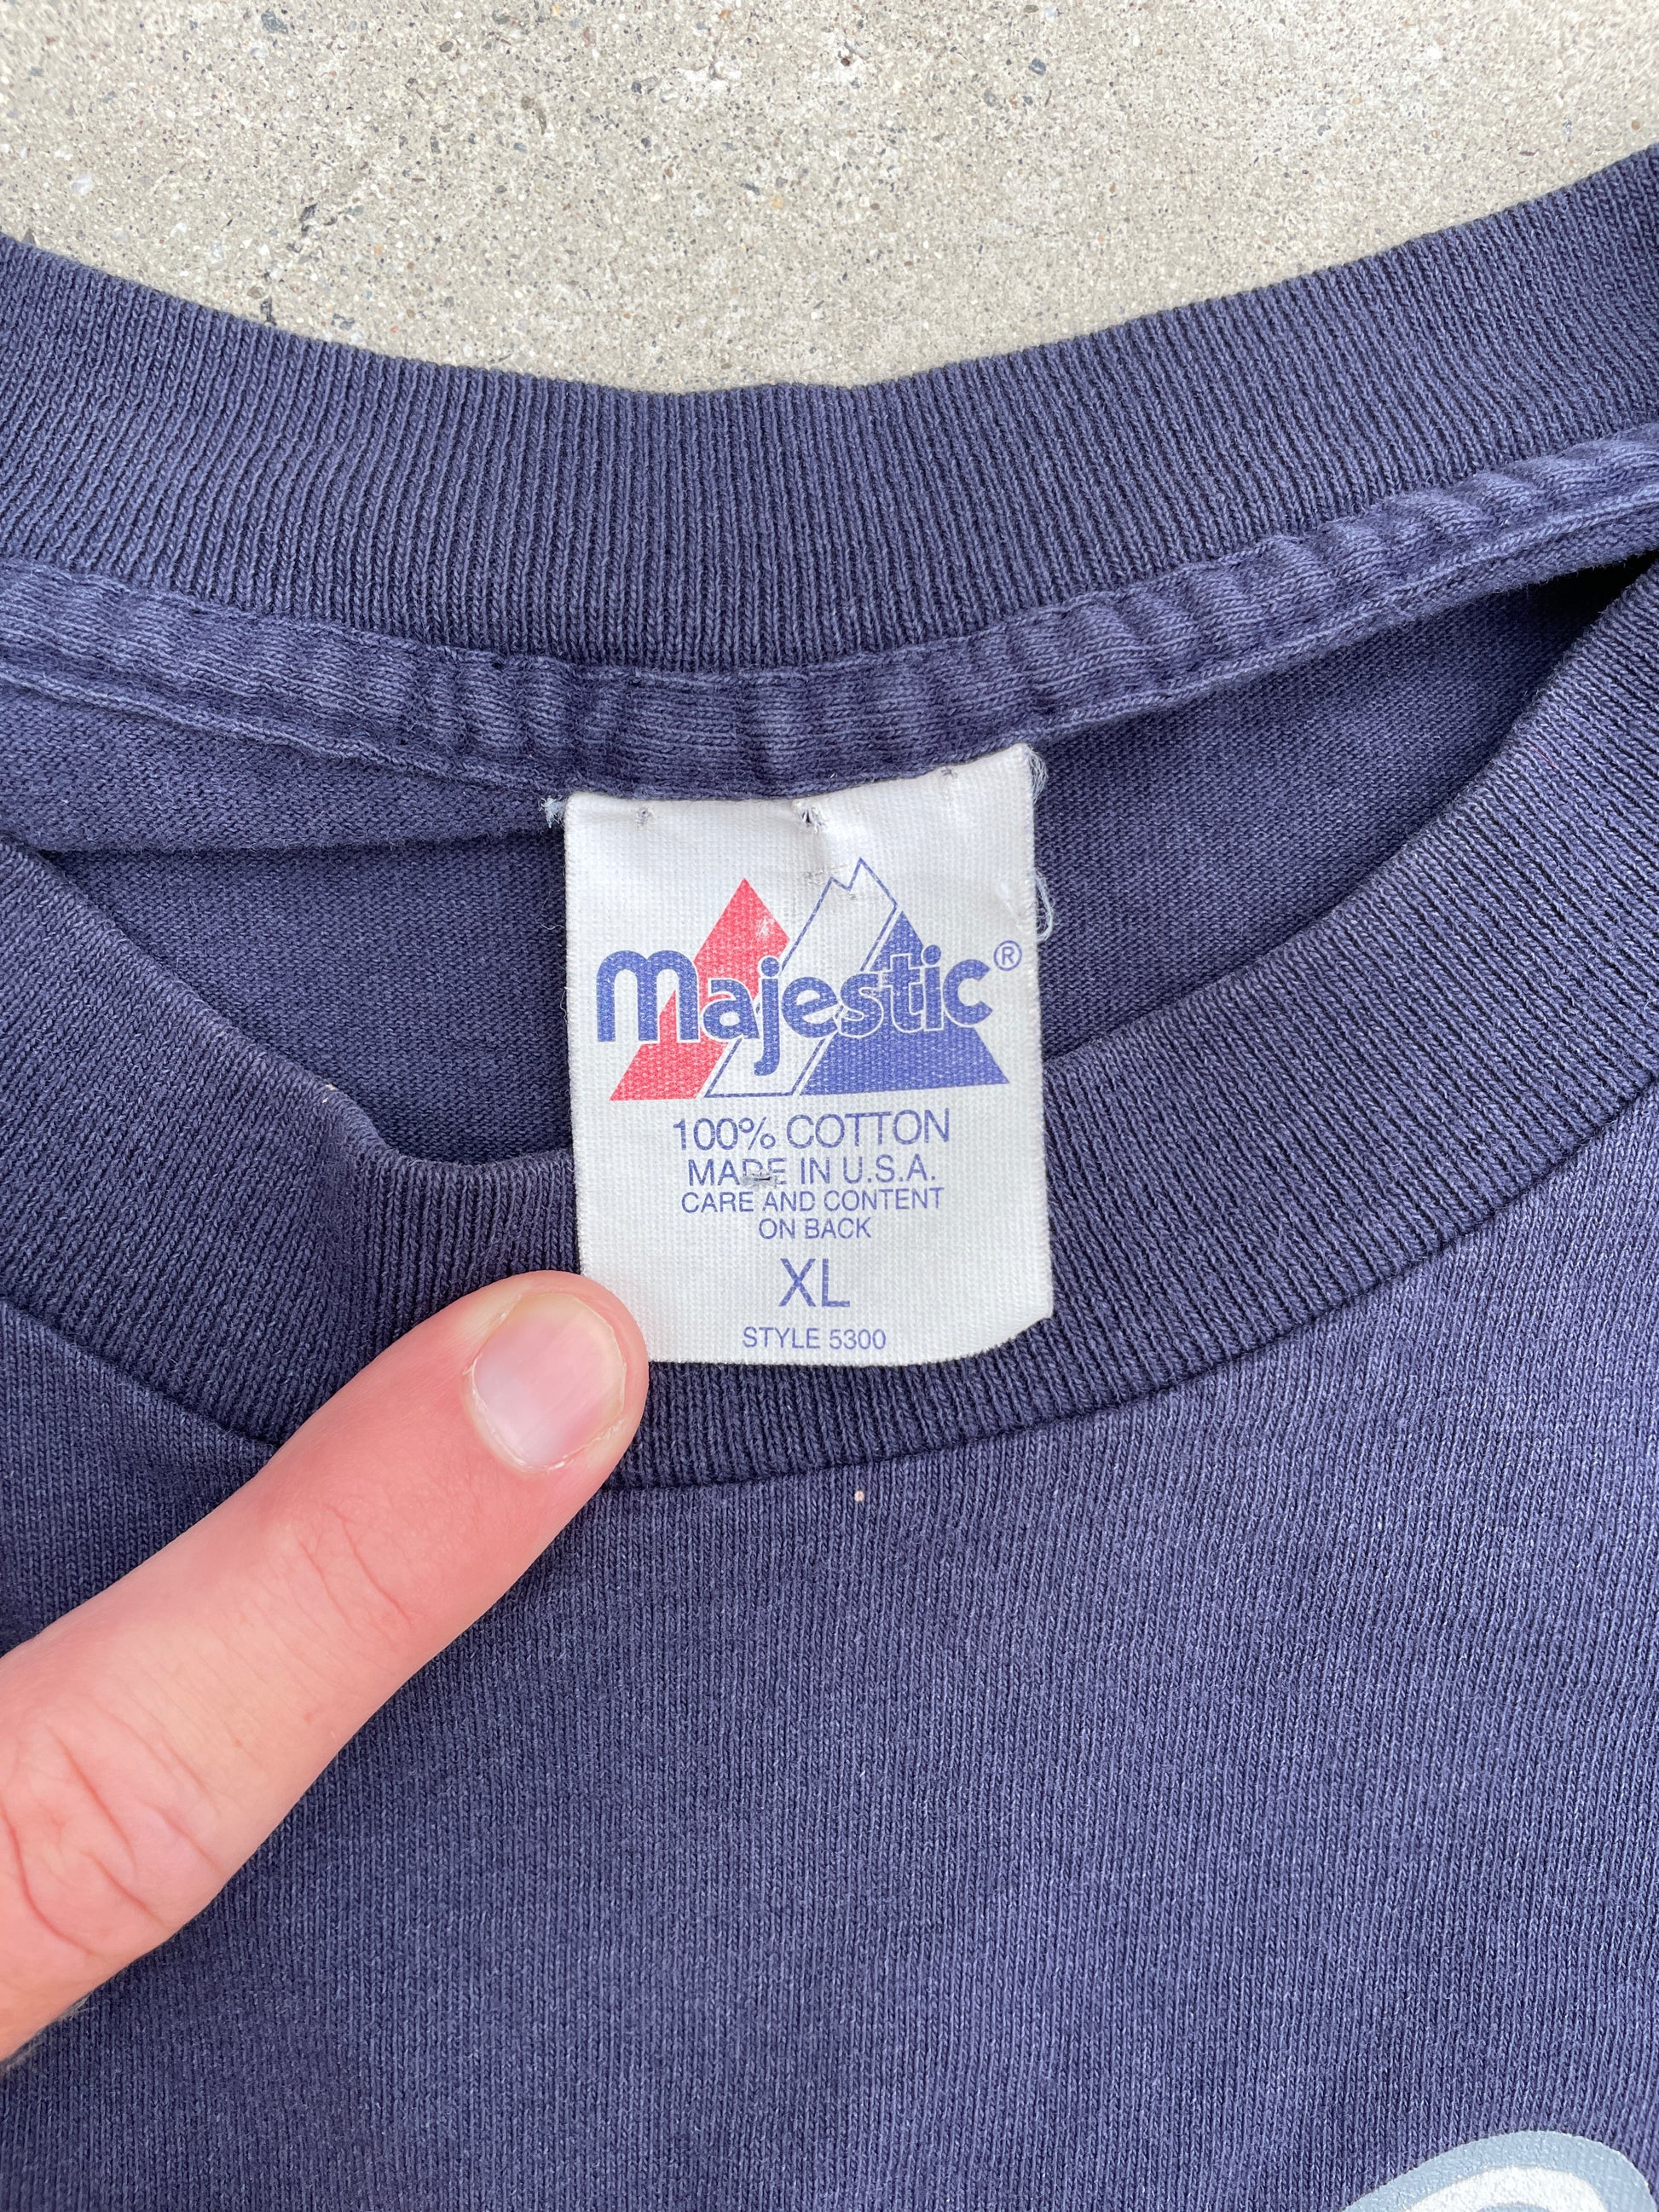 Majestic®
100% COTTON
MADE IN U.S.A.
CARE AND CONTENT
ON BACK
XL
STYLE 5300